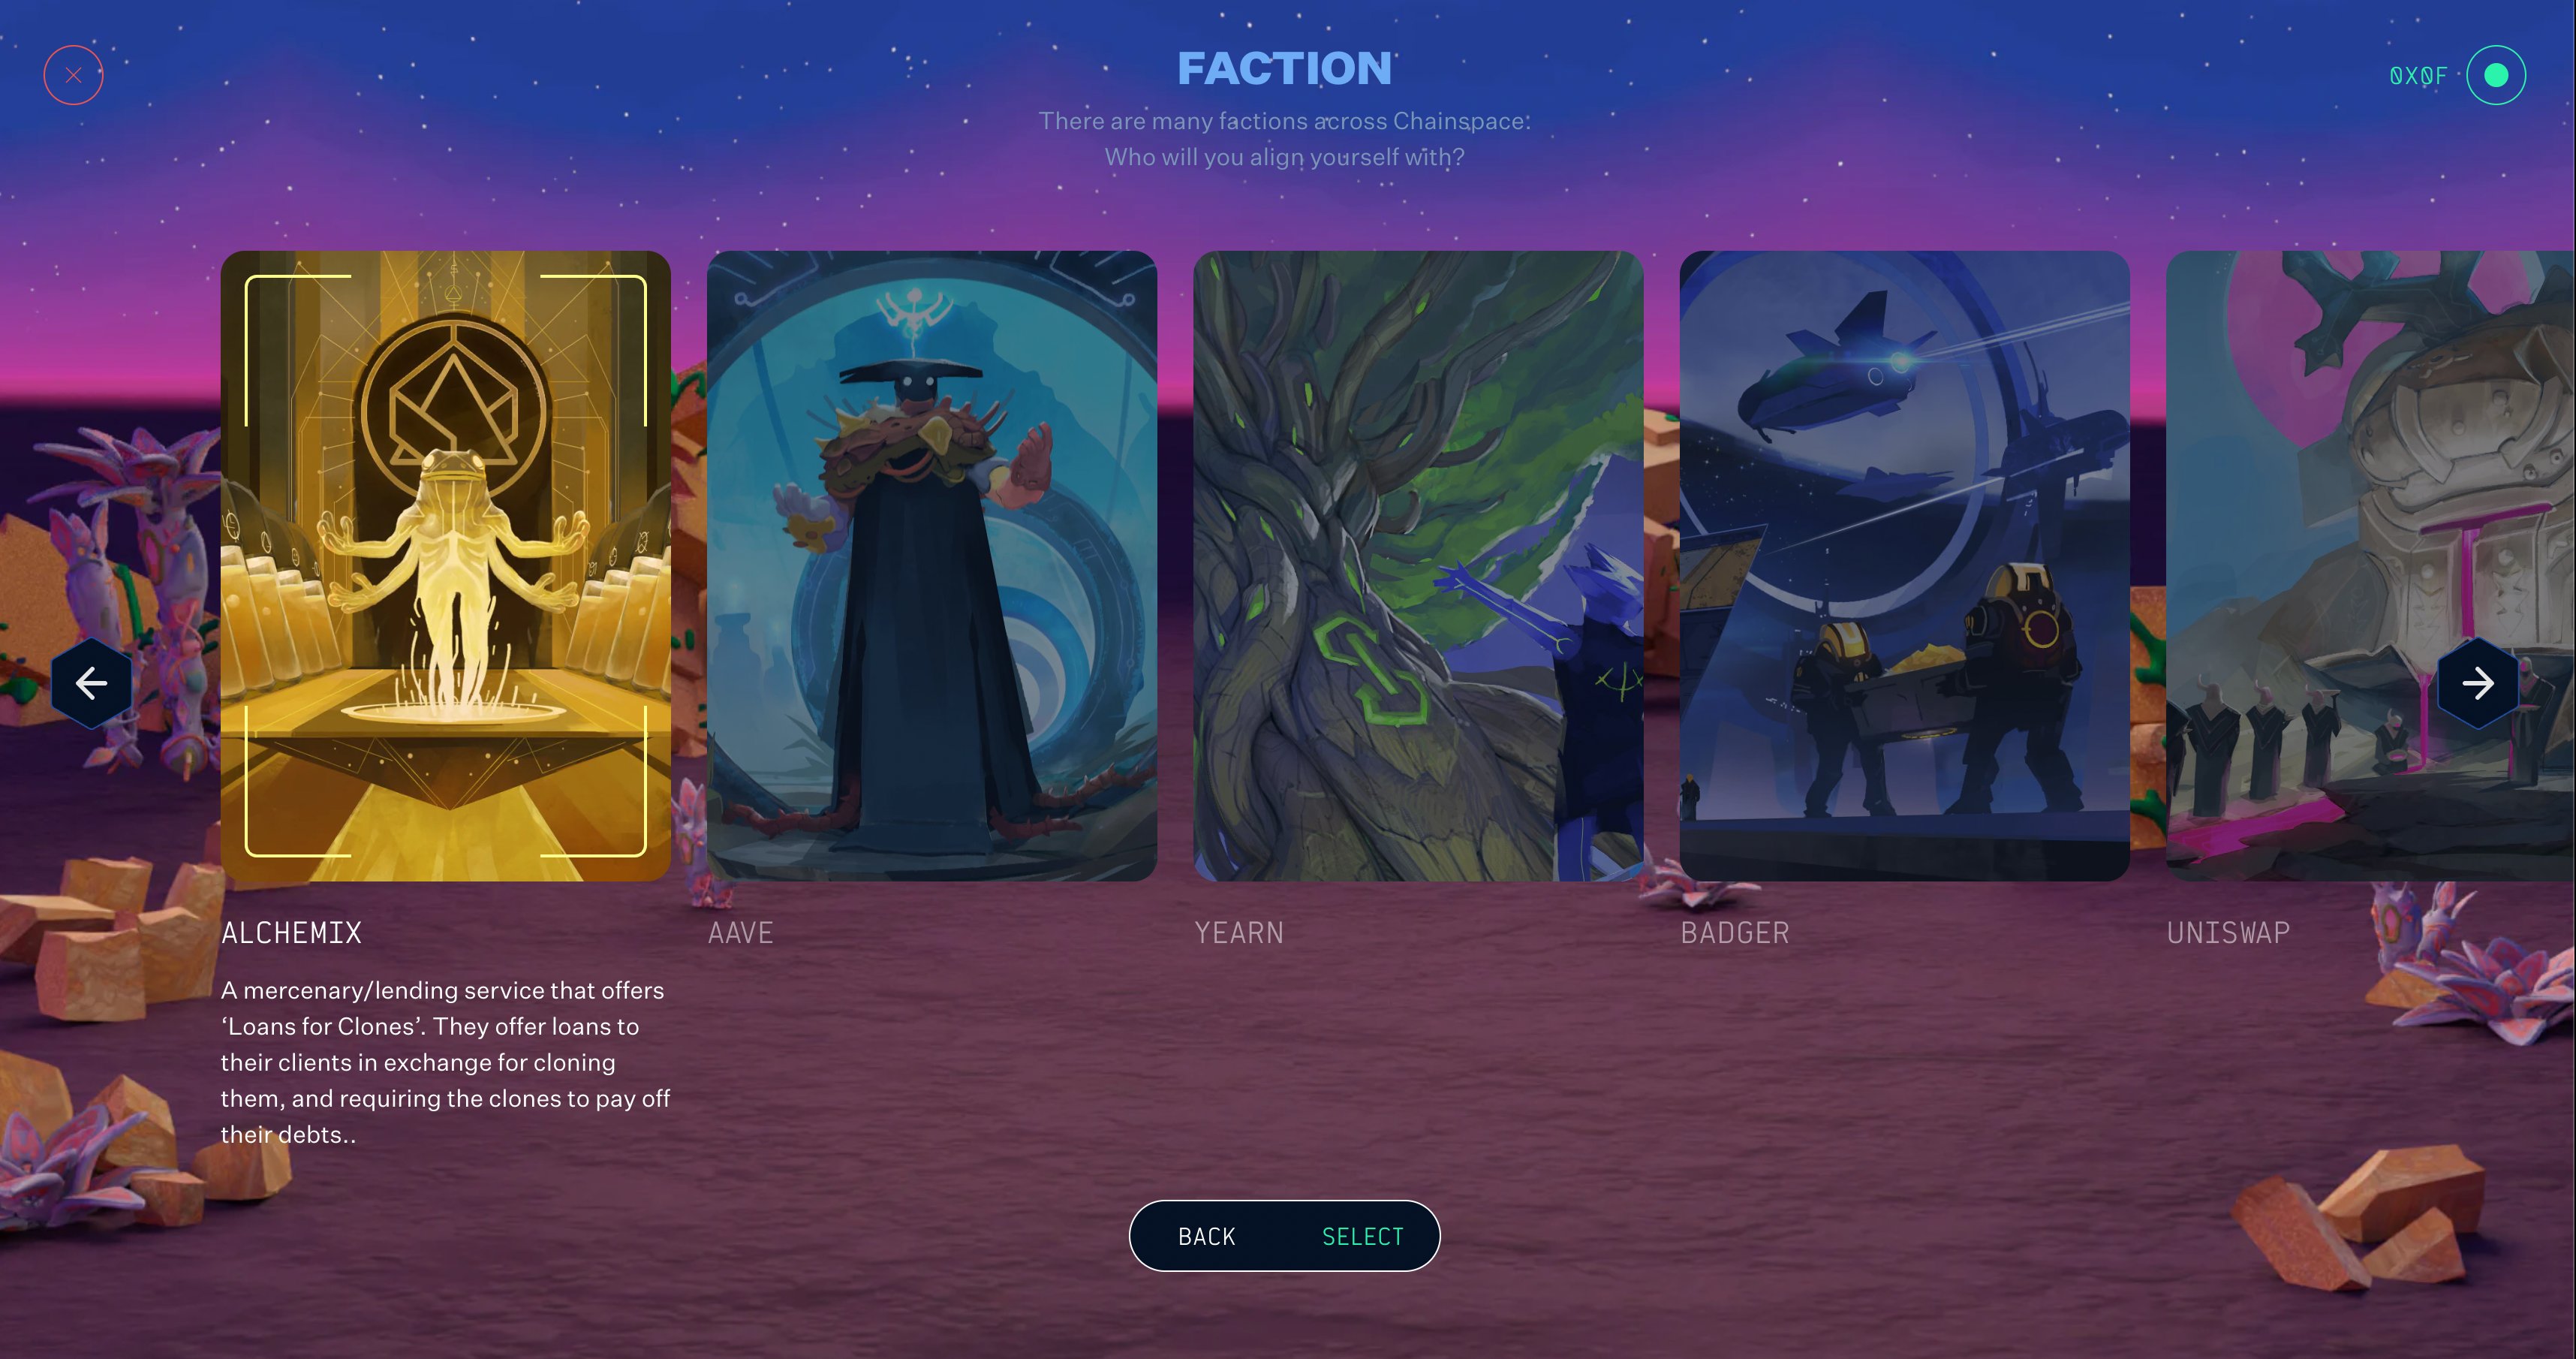 FACTION
0X0F
There are many factions across Chainspace:
Who will you align yourself with?
ALCHEMIX
AAVE
YEARN
BADGER
UNISWAP
A mercenary/lending service that offers
‘Loans for Clones’. They offer loans to
their clients in exchange for cloning
them, and requiring the clones to pay off
their debts..
BACK
SELECT